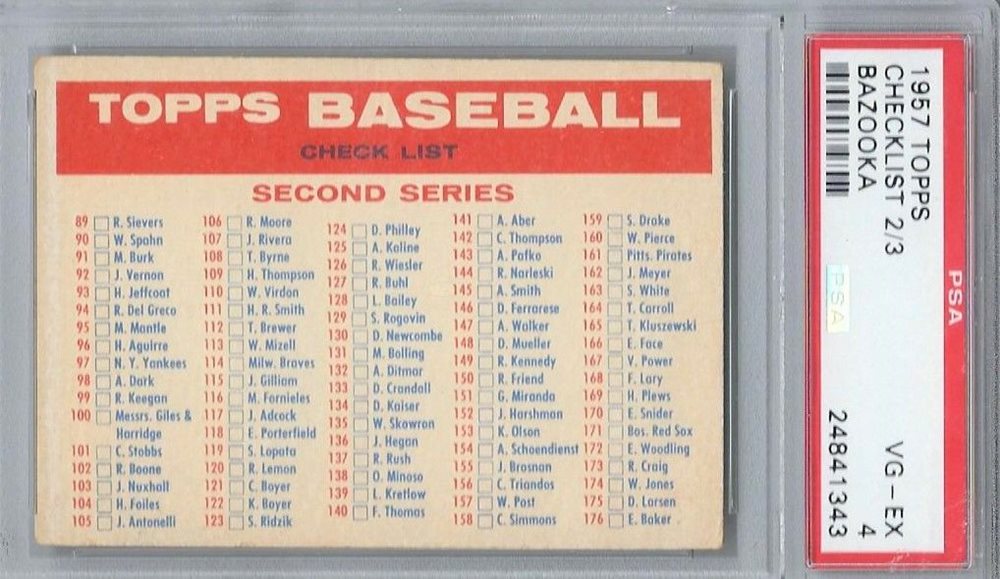 TOPPS BASEBALL
CHECK LIST
SECOND SERIES
89 R. Sievers
90 W. Spahn
91 M. Burk
92 J. Vernon
93 H. Jeffcoat
94 R. Del Greco
95 M. Mantle
96 H. Aguirre
97 N. Y. Yankees
98 A. Dark
99 R. Keegan
100 Messrs. Giles &
Harridge
101 C. Stobbs
102 R. Boone
103 J. Nuxhall
104 H. Foiles
105 J. Antonelli
106 R. Moore
107 J. Rivera
108 T. Byrne
109 H. Thompson
110 W. Virdon
111 H. R. Smith
112 T. Brewer
113 W. Mizell
114 Milw. Braves
115 J. Gilliam
116 M. Fornieles
117 J. Adcock
118 E. Porterfield
119 S. Lopata
120 R. Lemon
121 C. Boyer
122 K. Boyer
123 S. Ridzik
124 D. Philley
125 A. Kaline
126 R. Wiesler
127 R. Buhl
128 L. Bailey
129 S. Rogovin
130 D. Newcombe
131 M. Bolling
132 A. Ditmar
133 D. Crandall
134 D. Kaiser
135 W. Skowron
136 J. Hegan
137 R. Rush
138 O. Minoso
139 L. Kretlow
140 F. Thomas
141 A. Aber
142 C. Thompson
143 A. Pafko
144 R. Narleski
145 A. Smith
146 D. Ferrarese
147 A. Walker
148 D. Mueller
149 R. Kennedy
150 R. Friend
151 G. Miranda
152 J. Harshman
153 K. Olson
154 A. Schoendienst
155 J. Brosnan
156 C. Triandos
157 W. Post
158 C. Simmons
159 S. Drake
160 W. Pierce
161 Pitts. Pirates
162 J. Meyer
163 S. White
164 T. Carroll
165 T. Kluszewski
166 E. Face
167 V. Power
168 F. Lary
169 H. Plews
170 E. Snider
171 Bos. Red Sox
172 E. Woodling
173 R. Craig
174 W. Jones
175 D. Larsen
176 E. Baker
PSA
1957 TOPPS
CHECKLIST 2/3 VG-EX
BAZOOKA 4
PSA 24841343